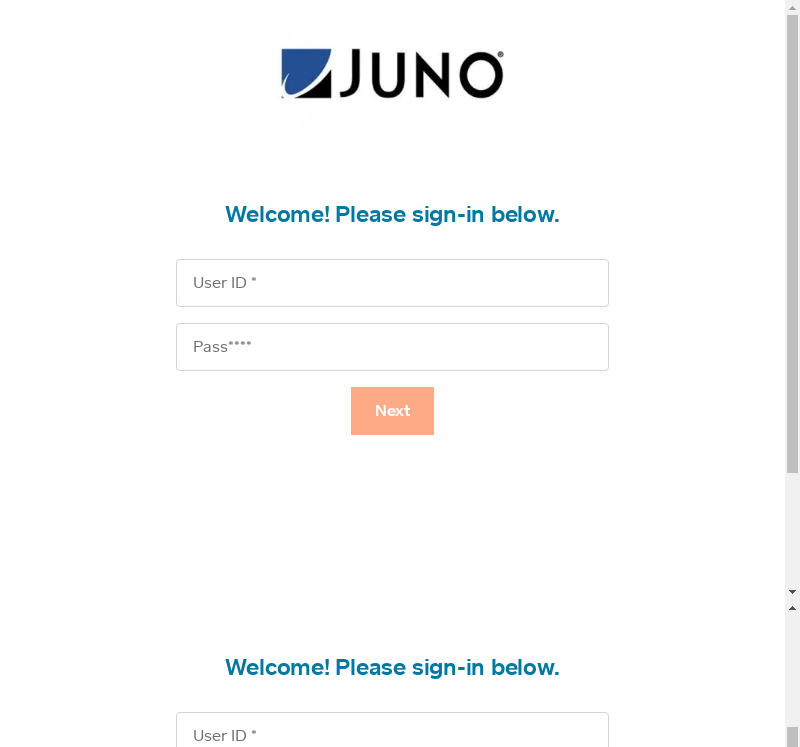 JUNO®
Welcome! Please sign-in below.
User ID *
Pass****
Next
Welcome! Please sign-in below.
User ID *